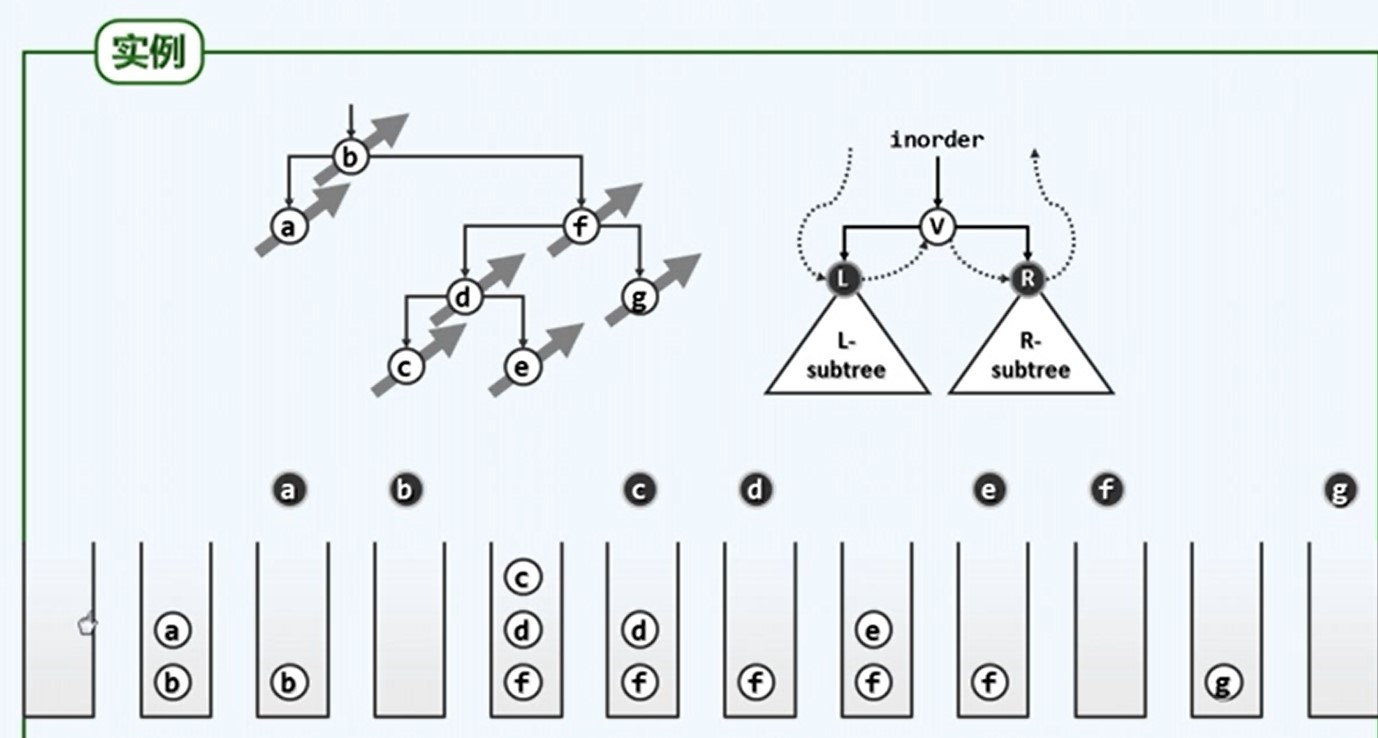 实例
inorder
b
a f V
d g L R
c e
L- R-
subtree subtree
a b c d e f g
c
a d d e
b b f f f f f g